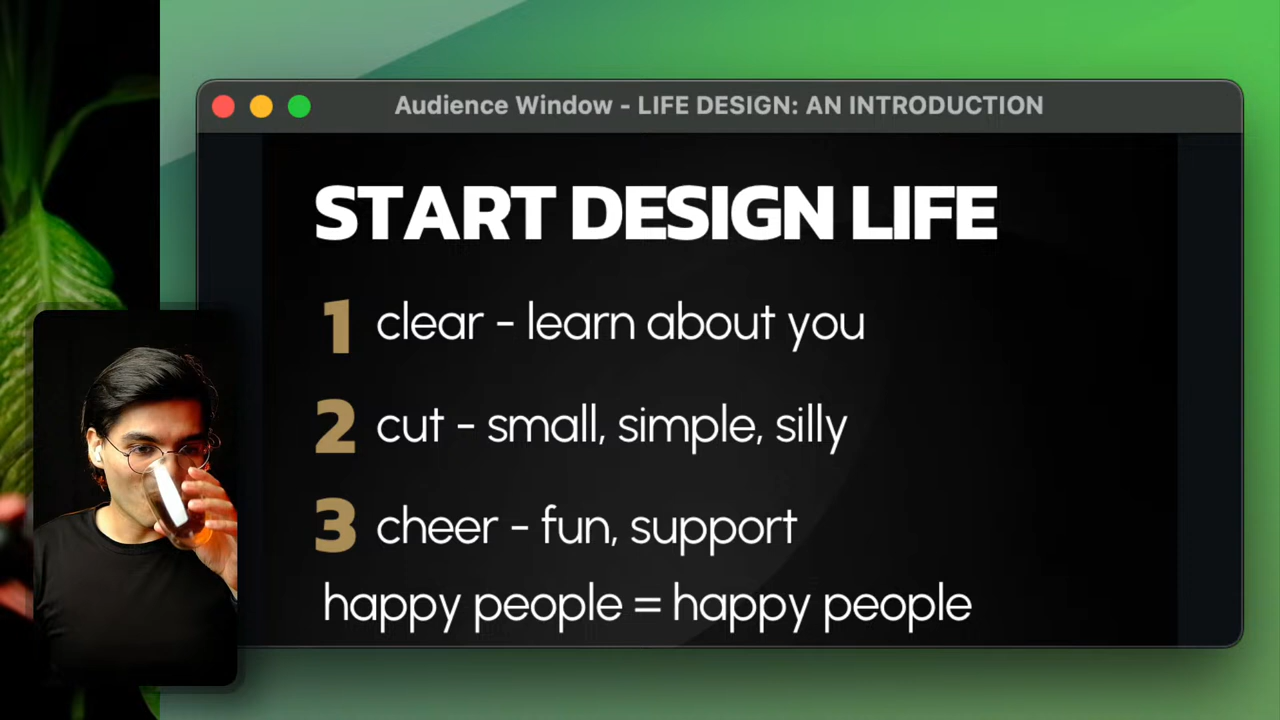 Audience Window - LIFE DESIGN: AN INTRODUCTION
START DESIGN LIFE
1 clear - learn about you
2 cut - small, simple, silly
3 cheer - fun, support
happy people = happy people